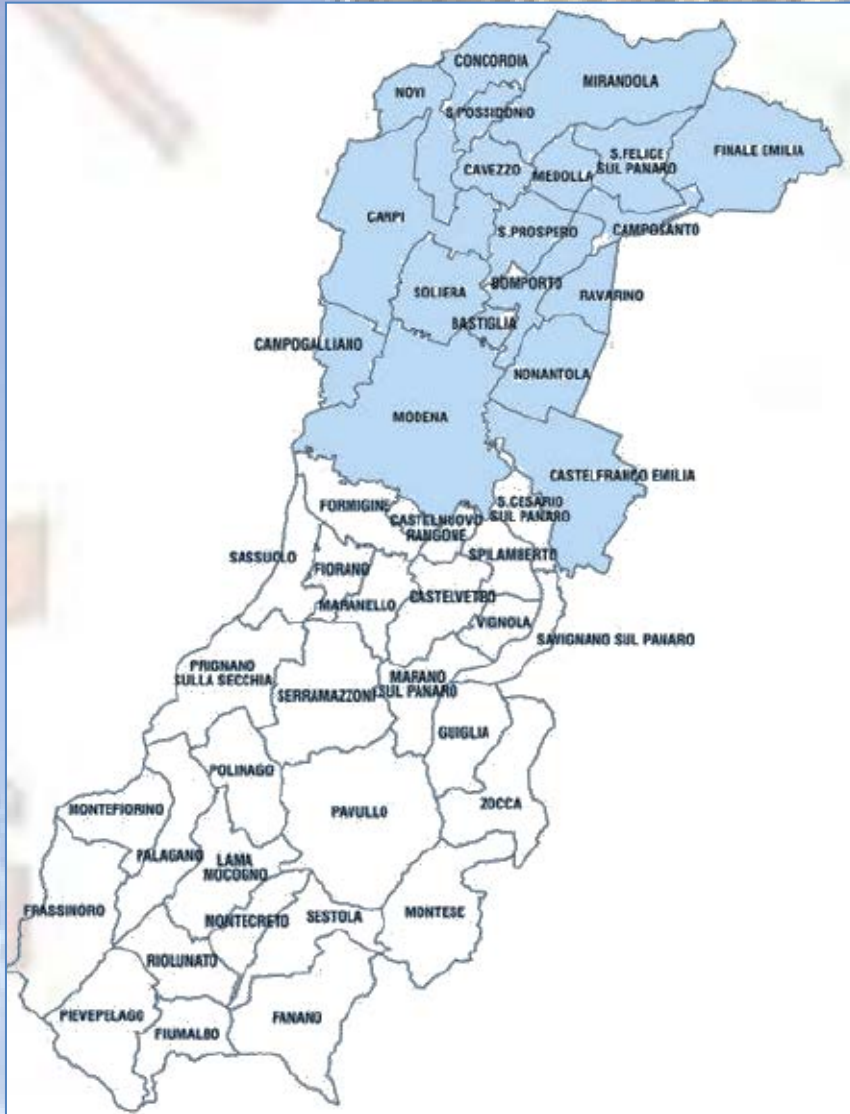 CONCORDIA
MIRANDOLA
NOVI
S.POSSIDONIO
S.FELICE
SUL PANARO
FINALE EMILIA
CAVEZZO
MEDOLLA
CARPI
S.PROSPERO
CAMPOSANTO
BOMPORTO
SOLIERA
RAVARINO
BASTIGLIA
CAMPOGALLIANO
NONANTOLA
MODENA
CASTELFRANCO EMILIA
S.CESARIO
SUL PANARO
FORMIGINE
CASTELNUOVO
RANGONE
SPILAMBERTO
SASSUOLO
FIORANO
CASTELVETRO
MARANELLO
VIGNOLA
SAVIGNANO SUL PANARO
PRIGNANO
SULLA SECCHIA
MARANO
SUL PANARO
SERRAMAZZONI
GUIGLIA
POLINAGO
ZOCCA
MONTEFIORINO
PAVULLO
PALAGANO
LAMA
MOCOGNO
FRASSINORO
MONTECRETO
SESTOLA
MONTESE
RIOLUNATO
PIEVEPELAGO
FANANO
FIUMALBO